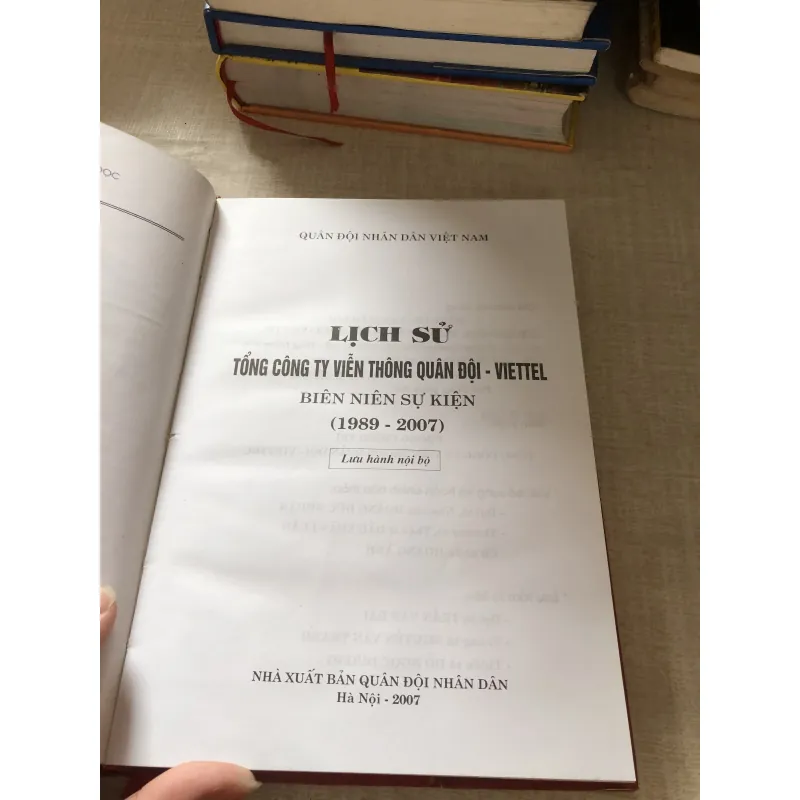 ĐỌC
QUÂN ĐỘI NHÂN DÂN VIỆT NAM
LỊCH SỬ
TỔNG CÔNG TY VIỄN THÔNG QUÂN ĐỘI - VIETTEL
BIÊN NIÊN SỰ KIỆN
(1989 - 2007)
Lưu hành nội bộ
NHÀ XUẤT BẢN QUÂN ĐỘI NHÂN DÂN
Hà Nội - 2007